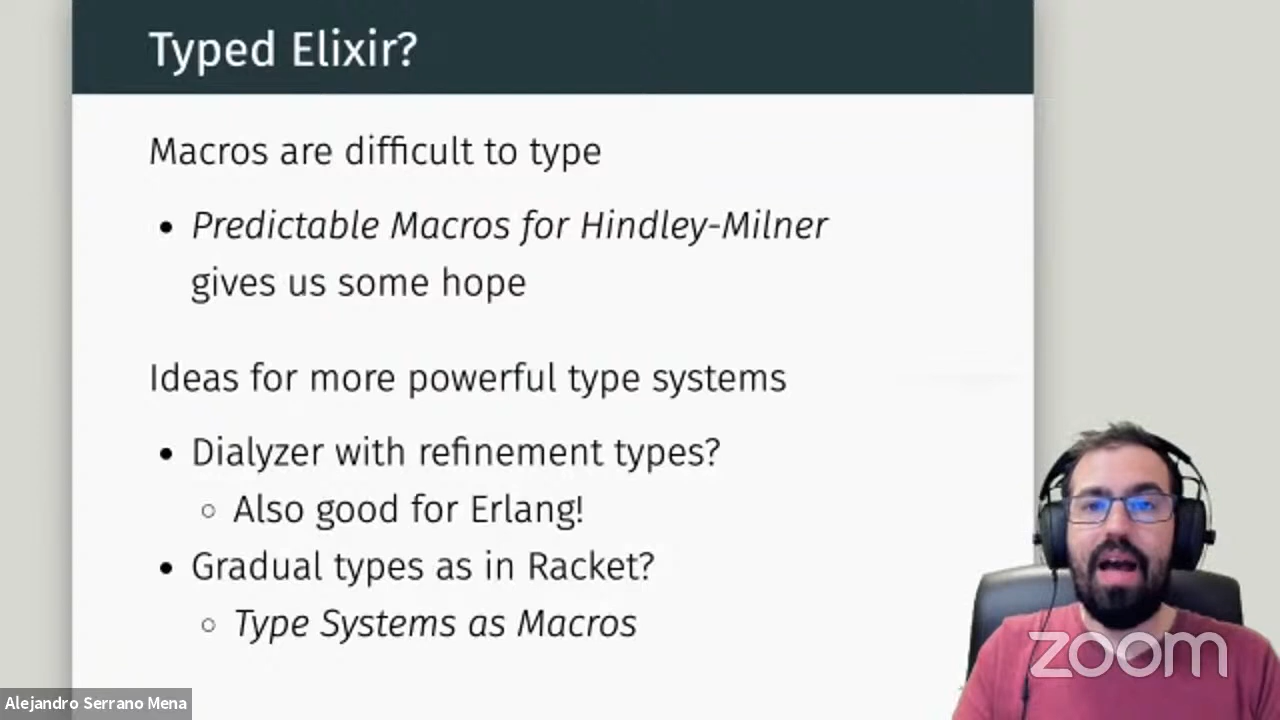 Typed Elixir?
Macros are difficult to type
• Predictable Macros for Hindley-Milner
gives us some hope
Ideas for more powerful type systems
• Dialyzer with refinement types?
◦ Also good for Erlang!
• Gradual types as in Racket?
◦ Type Systems as Macros
zoom
Alejandro Serrano Mena